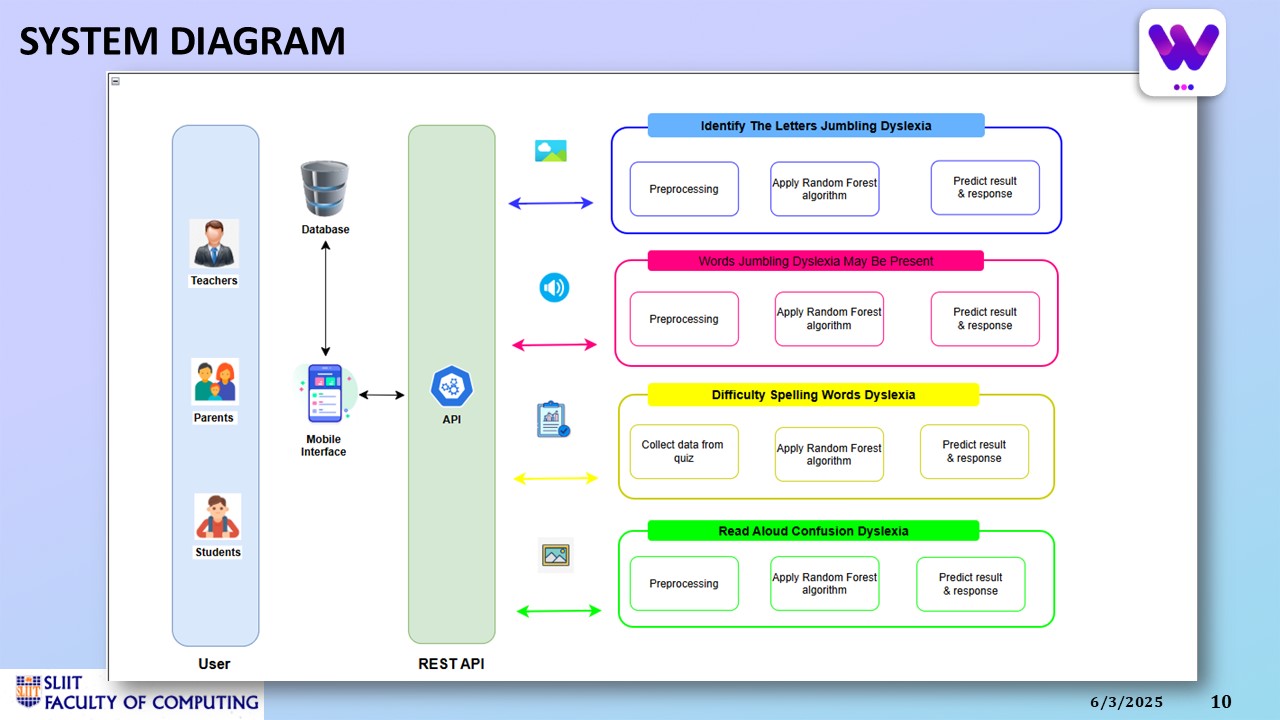 SYSTEM DIAGRAM
Teachers
Parents
Students
User
Database
Mobile
Interface
API
REST API
Identify The Letters Jumbling Dyslexia
Preprocessing
Apply Random Forest
algorithm
Predict result
& response
Words Jumbling Dyslexia May Be Present
Preprocessing
Apply Random Forest
algorithm
Predict result
& response
Difficulty Spelling Words Dyslexia
Collect data from
quiz
Apply Random Forest
algorithm
Predict result
& response
Read Aloud Confusion Dyslexia
Preprocessing
Apply Random Forest
algorithm
Predict result
& response
SLIIT
SLIIT
FACULTY OF COMPUTING
6/3/2025
10